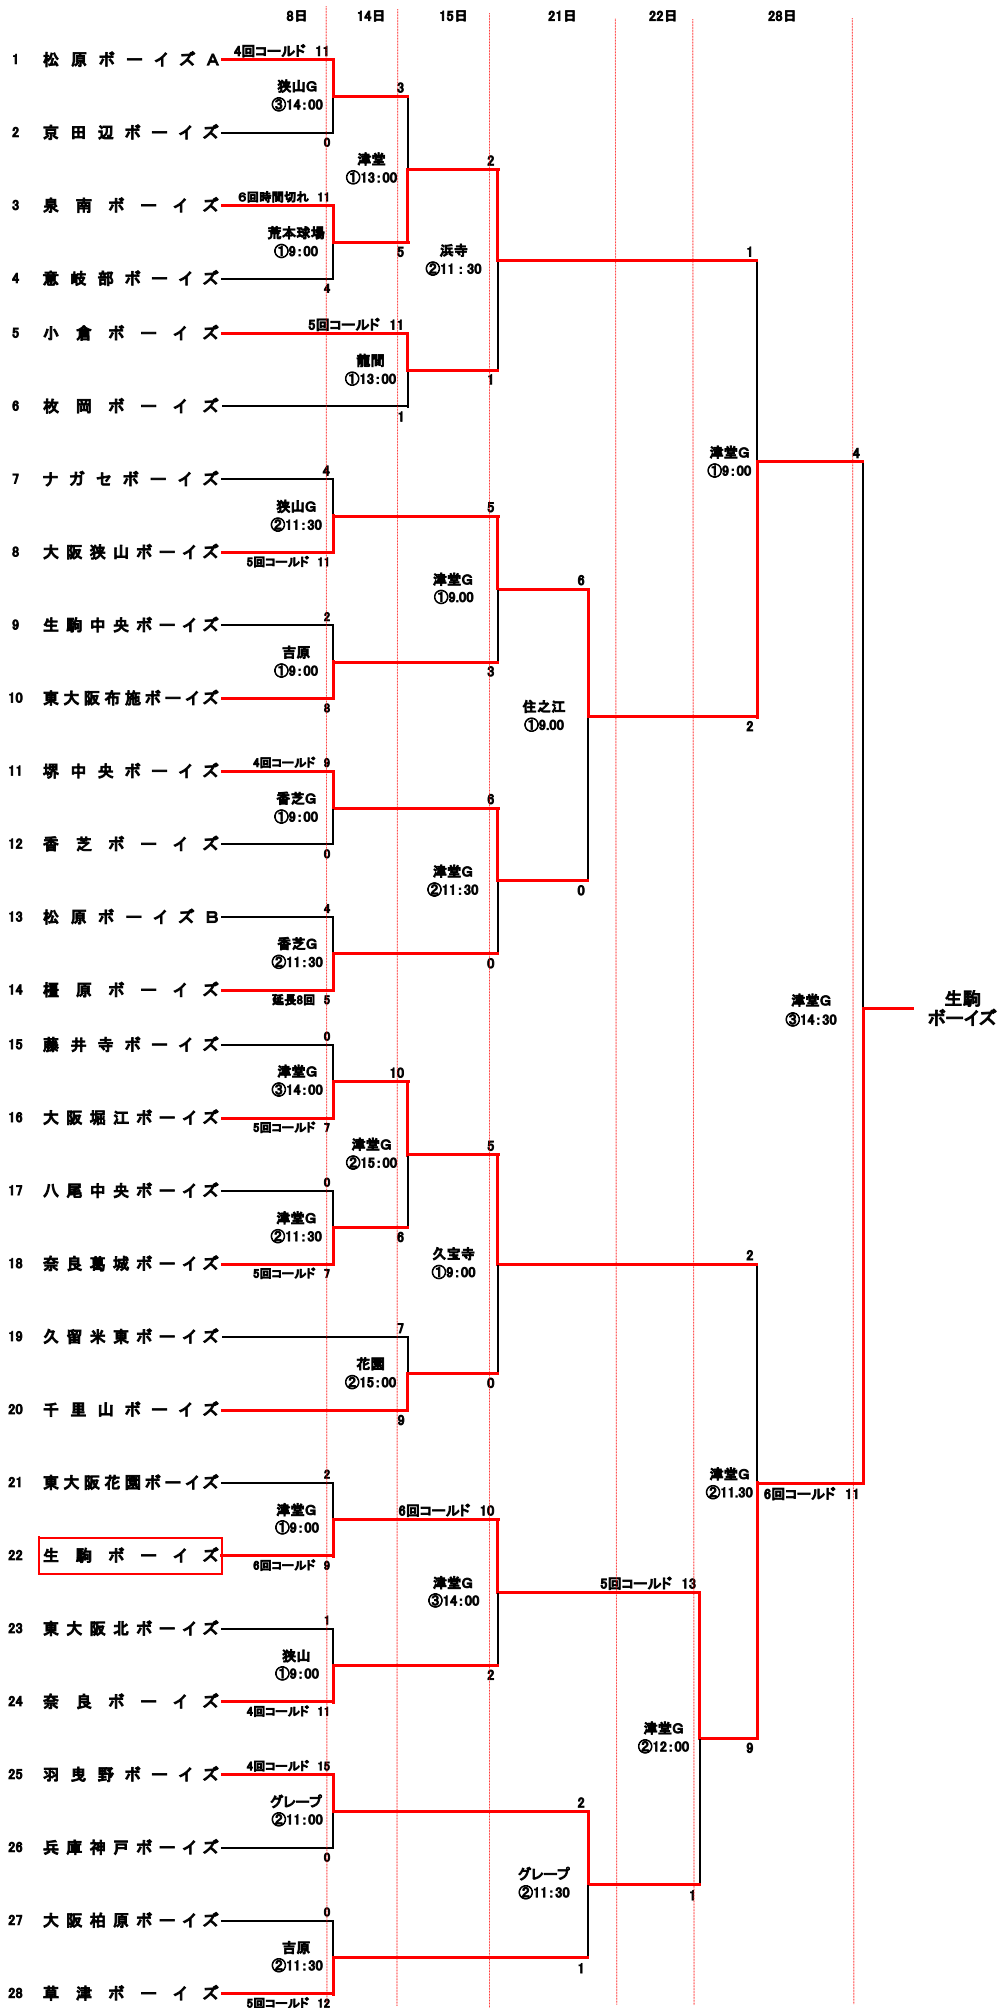 8日 14日 15日 21日 22日 28日
4回コールド 11
1 松原ボーイズA
狭山G
③14:00
3
2 京田辺ボーイズ
0
津堂
①13:00
2
3 泉南ボーイズ
6回時間切れ 11
荒本球場
①9:00
5
浜寺
②11:30
1
4 意岐部ボーイズ
4
5 小倉ボーイズ
5回コールド 11
龍間
①13:00
1
6 枚岡ボーイズ
1
津堂G
①9:00
4
7 ナガセボーイズ
4
狭山G
②11:30
5
8 大阪狭山ボーイズ
5回コールド 11
津堂G
①9.00
6
9 生駒中央ボーイズ
2
吉原
①9:00
3
10 東大阪布施ボーイズ
8
住之江
①9.00
2
11 堺中央ボーイズ
4回コールド 9
香芝G
①9:00
6
12 香芝ボーイズ
0
津堂G
②11:30
0
13 松原ボーイズB
4
香芝G
②11:30
0
14 橿原ボーイズ
延長8回 5
津堂G
③14:30
生駒
ボーイズ
15 藤井寺ボーイズ
0
津堂G
③14:00
10
16 大阪堀江ボーイズ
5回コールド 7
津堂G
②15:00
5
17 八尾中央ボーイズ
0
津堂G
②11:30
6
18 奈良葛城ボーイズ
5回コールド 7
久宝寺
①9:00
2
19 久留米東ボーイズ
7
花園
②15:00
0
20 千里山ボーイズ
9
21 東大阪花園ボーイズ
2
津堂G
①9:00
6回コールド 10
津堂G
②11.30
6回コールド 11
22 生駒ボーイズ
6回コールド 9
津堂G
③14:00
5回コールド 13
23 東大阪北ボーイズ
1
狭山
①9:00
2
24 奈良ボーイズ
4回コールド 11
津堂G
②12:00
9
25 羽曳野ボーイズ
4回コールド 15
グレープ
②11:00
2
26 兵庫神戸ボーイズ
0
グレープ
②11:30
1
27 大阪柏原ボーイズ
0
吉原
②11:30
1
28 草津ボーイズ
5回コールド 12